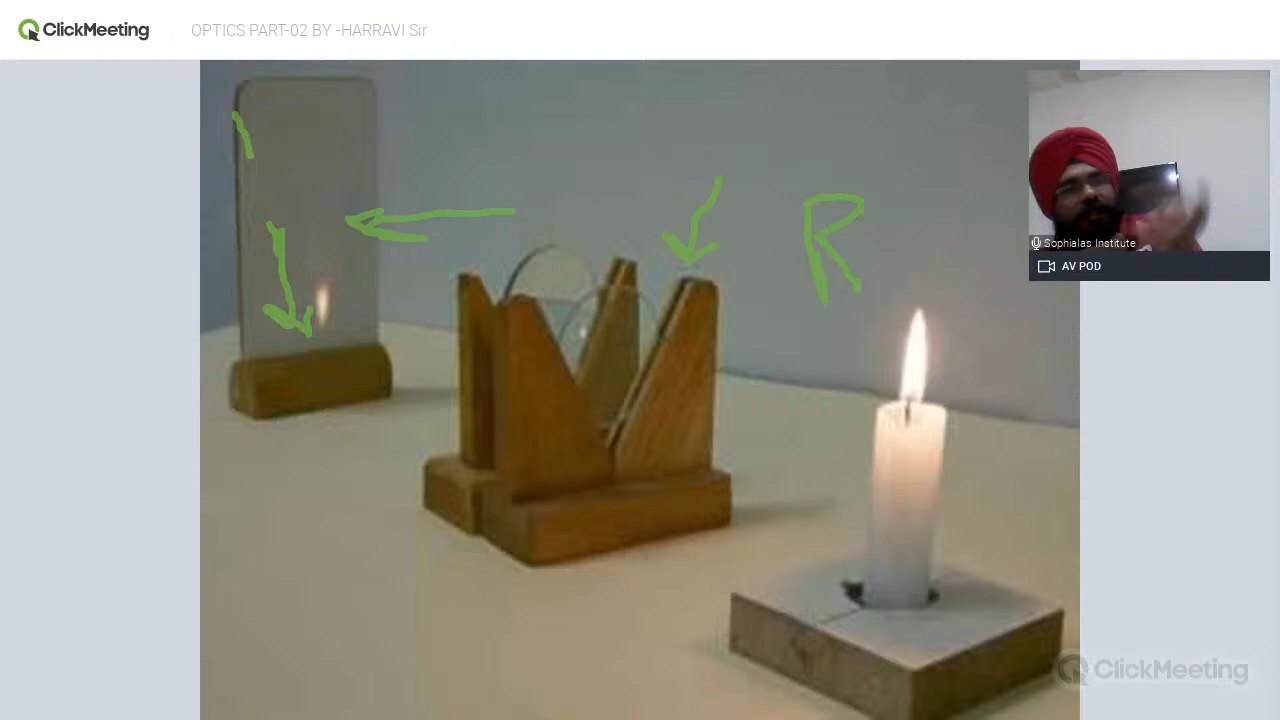 ClickMeeting
OPTICS PART-02 BY -HARRAVI Sir
R
Sophialas Institute
AV POD
ClickMeeting